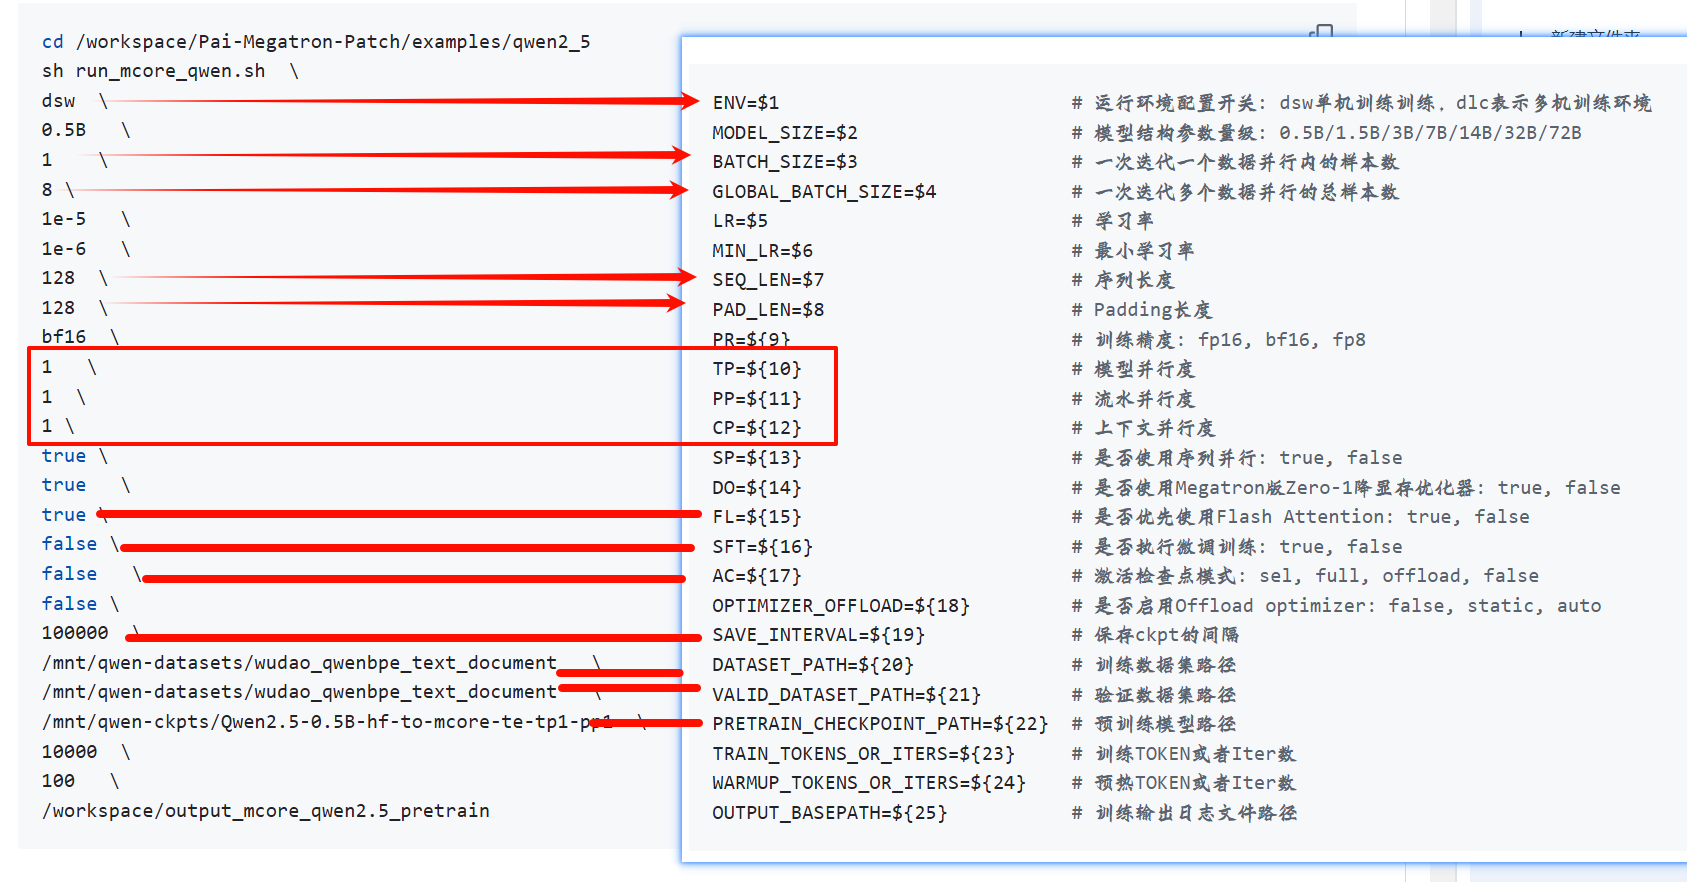 cd /workspace/Pai-Megatron-Patch/examples/qwen2_5
sh run_mcore_qwen.sh  \
dsw  \
0.5B   \
1    \
8 \
1e-5   \
1e-6   \
128  \
128  \
bf16  \
1   \
1  \
1 \
true \
true   \
true \
false \
false   \
false \
100000  \
/mnt/qwen-datasets/wudao_qwenbpe_text_document   \
/mnt/qwen-datasets/wudao_qwenbpe_text_document   \
/mnt/qwen-ckpts/Qwen2.5-0.5B-hf-to-mcore-te-tp1-pp1  \
10000  \
100   \
/workspace/output_mcore_qwen2.5_pretrain
新建文件夹
ENV=$1 # 运行环境配置开关: dsw单机训练训练, dlc表示多机训练环境
MODEL_SIZE=$2 # 模型结构参数量级: 0.5B/1.5B/3B/7B/14B/32B/72B
BATCH_SIZE=$3 # 一次迭代一个数据并行内的样本数
GLOBAL_BATCH_SIZE=$4 # 一次迭代多个数据并行的总样本数
LR=$5 # 学习率
MIN_LR=$6 # 最小学习率
SEQ_LEN=$7 # 序列长度
PAD_LEN=$8 # Padding长度
PR=${9} # 训练精度: fp16, bf16, fp8
TP=${10} # 模型并行度
PP=${11} # 流水并行度
CP=${12} # 上下文并行度
SP=${13} # 是否使用序列并行: true, false
DO=${14} # 是否使用Megatron版Zero-1降显存优化器: true, false
FL=${15} # 是否优先使用Flash Attention: true, false
SFT=${16} # 是否执行微调训练: true, false
AC=${17} # 激活检查点模式: sel, full, offload, false
OPTIMIZER_OFFLOAD=${18} # 是否启用Offload optimizer: false, static, auto
SAVE_INTERVAL=${19} # 保存ckpt的间隔
DATASET_PATH=${20} # 训练数据集路径
VALID_DATASET_PATH=${21} # 验证数据集路径
PRETRAIN_CHECKPOINT_PATH=${22} # 预训练模型路径
TRAIN_TOKENS_OR_ITERS=${23} # 训练TOKEN或者Iter数
WARMUP_TOKENS_OR_ITERS=${24} # 预热TOKEN或者Iter数
OUTPUT_BASEPATH=${25} # 训练输出日志文件路径